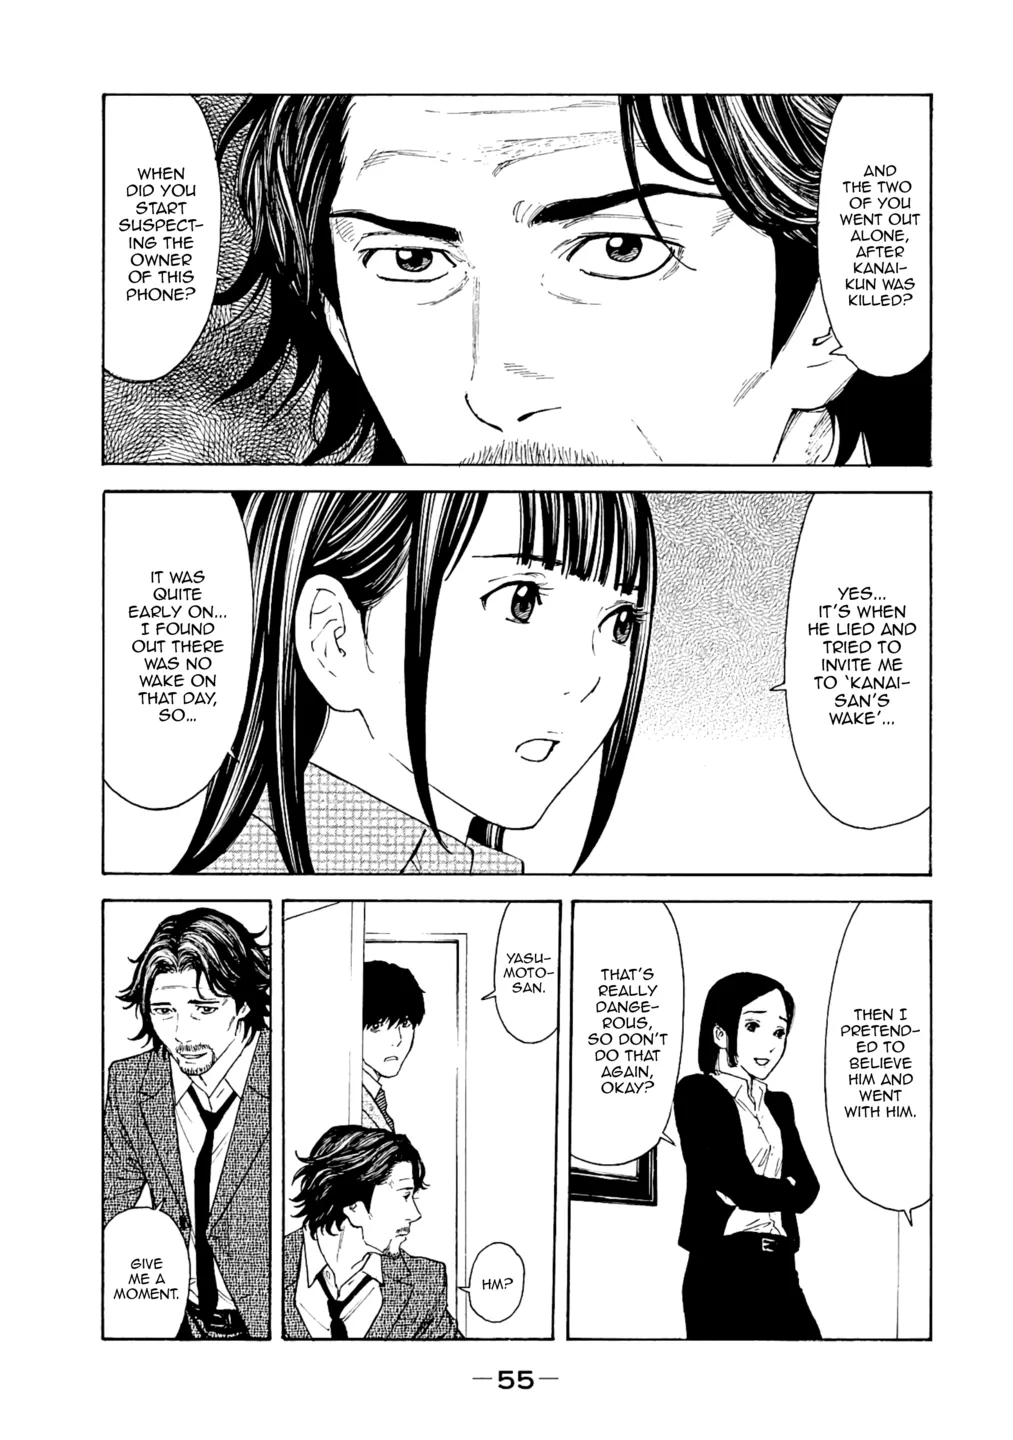 AND
THE TWO
OF YOU
WENT OUT
ALONE,
AFTER
KANAI-
KUN WAS
KILLED?
WHEN
DID YOU
START
SUSPECT-
ING THE
OWNER
OF THIS
PHONE?
YES...
IT'S WHEN
HE LIED AND
TRIED TO
INVITE ME
TO 'KANAI-
SAN'S
WAKE'...
IT WAS
QUITE
EARLY ON...
I FOUND
OUT THERE
WAS NO
WAKE ON
THAT DAY,
SO...
THEN I
PRETEND-
ED TO
BELIEVE
HIM AND
WENT
WITH HIM.
THAT'S
REALLY
DANGE-
ROUS,
SO DON'T
DO THAT
AGAIN,
OKAY?
YASU-
MOTO-
SAN.
HM?
GIVE
ME A
MOMENT.
—55—